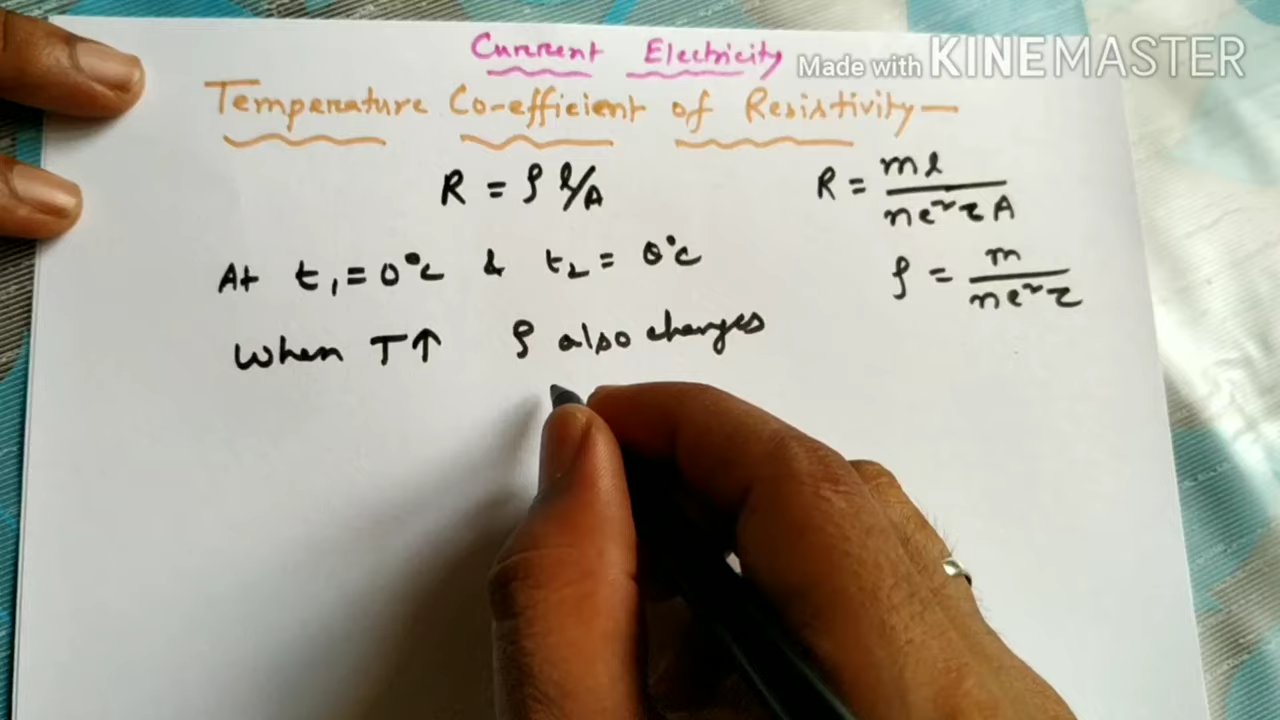 Current Electricity
Made with KINEMASTER
Temperature Co-efficient of Resistivity—
R = ρ l/A
R = ml / ne²τA
At t₁ = 0°c & t₂ = θ°c
ρ = m / ne²τ
When T↑ ρ also changes